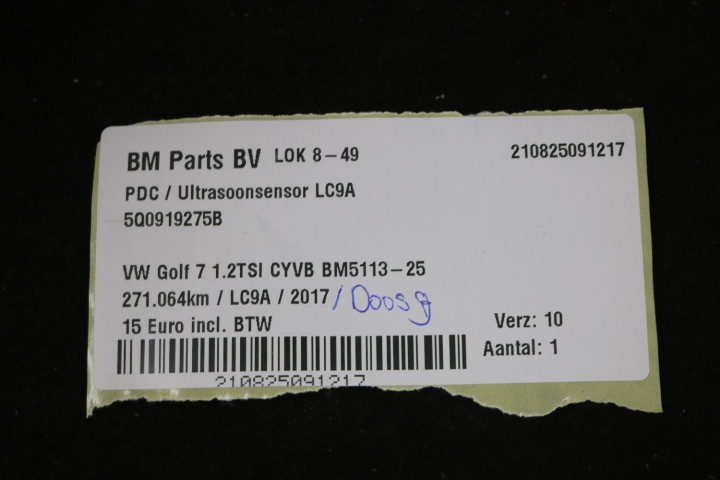 BM Parts BV LOK 8-49 210825091217
PDC / Ultrasoonsensor LC9A
5Q0919275B
VW Golf 7 1.2TSI CYVB BM5113-25
271.064km / LC9A / 2017 / Doos
15 Euro incl. BTW Verz: 10
Aantal: 1
210825091217